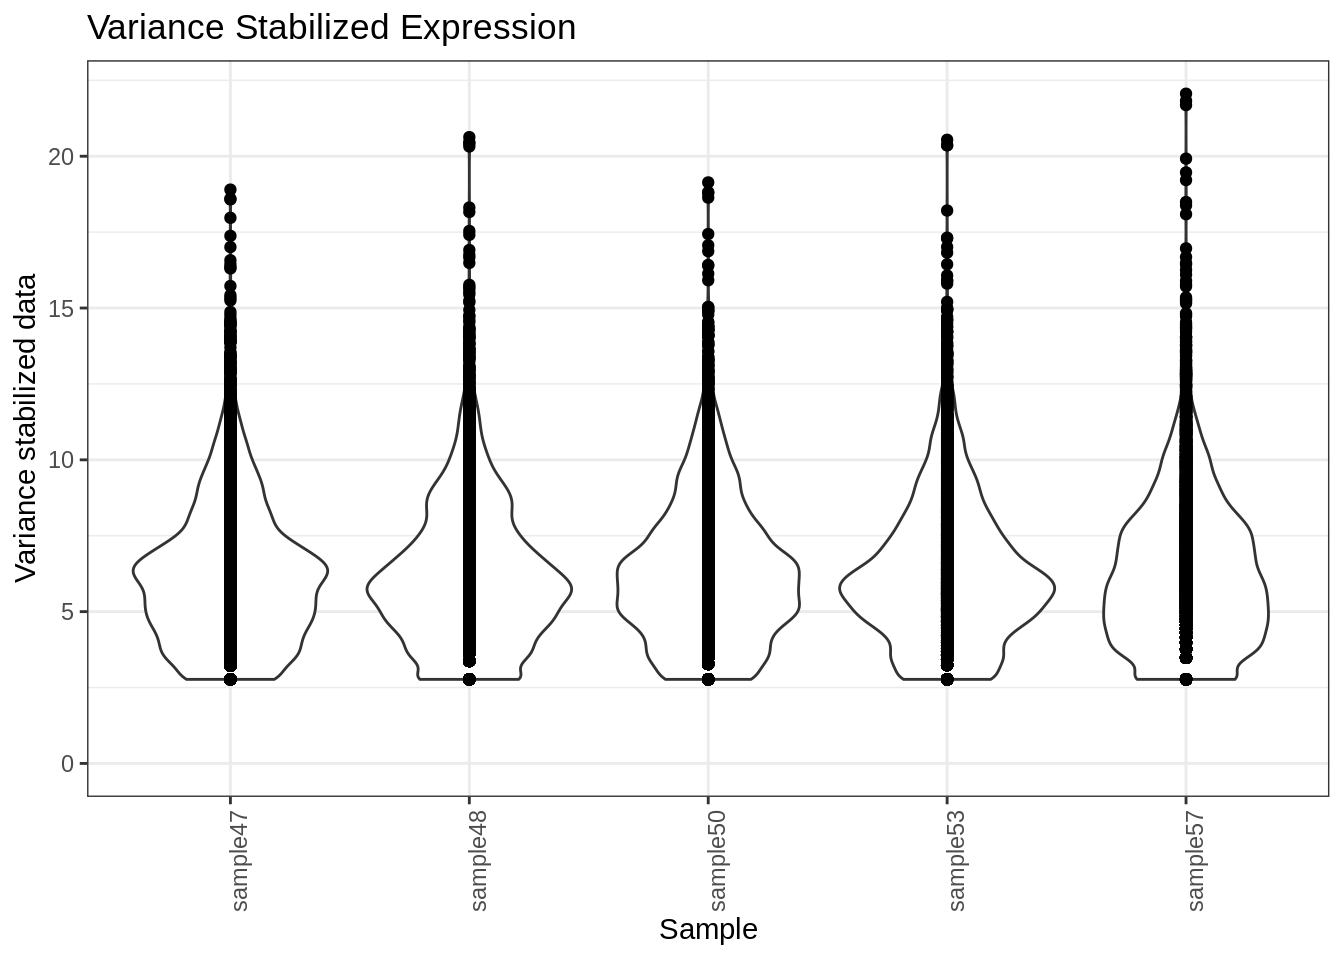 Variance Stabilized Expression
Variance stabilized data
20
15
10
5
0
sample47
sample48
sample50
sample53
sample57
Sample